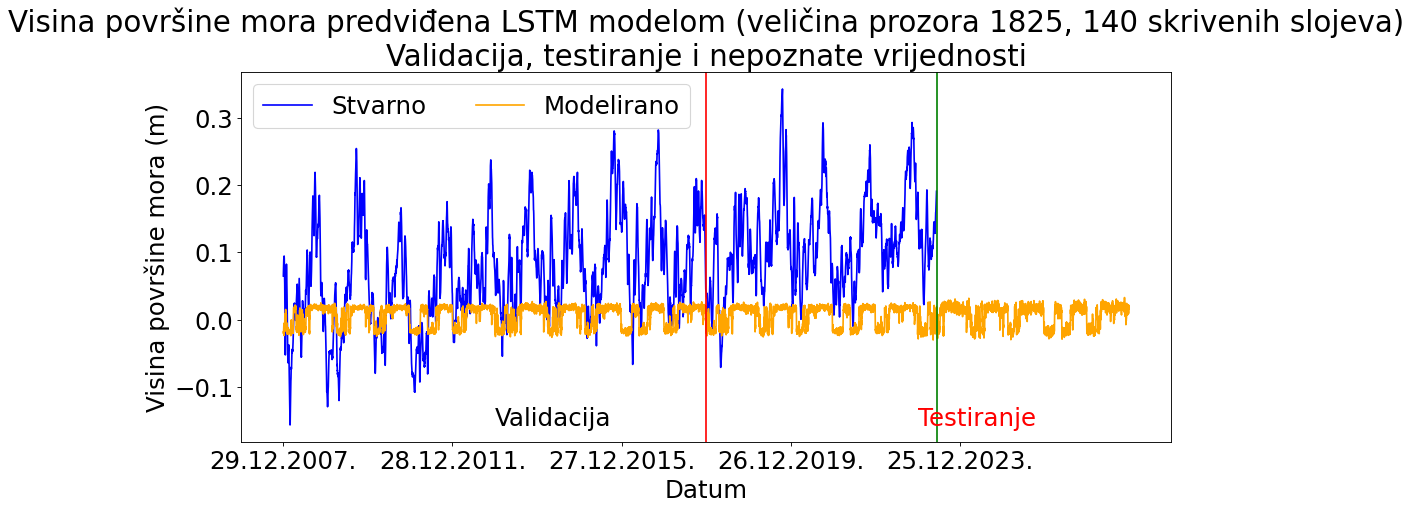 Visina površine mora predviđena LSTM modelom (veličina prozora 1825, 140 skrivenih slojeva)
Validacija, testiranje i nepoznate vrijednosti
Stvarno Modelirano
Visina površine mora (m)
0.3
0.2
0.1
0.0
−0.1
Validacija Testiranje
29.12.2007. 28.12.2011. 27.12.2015. 26.12.2019. 25.12.2023.
Datum